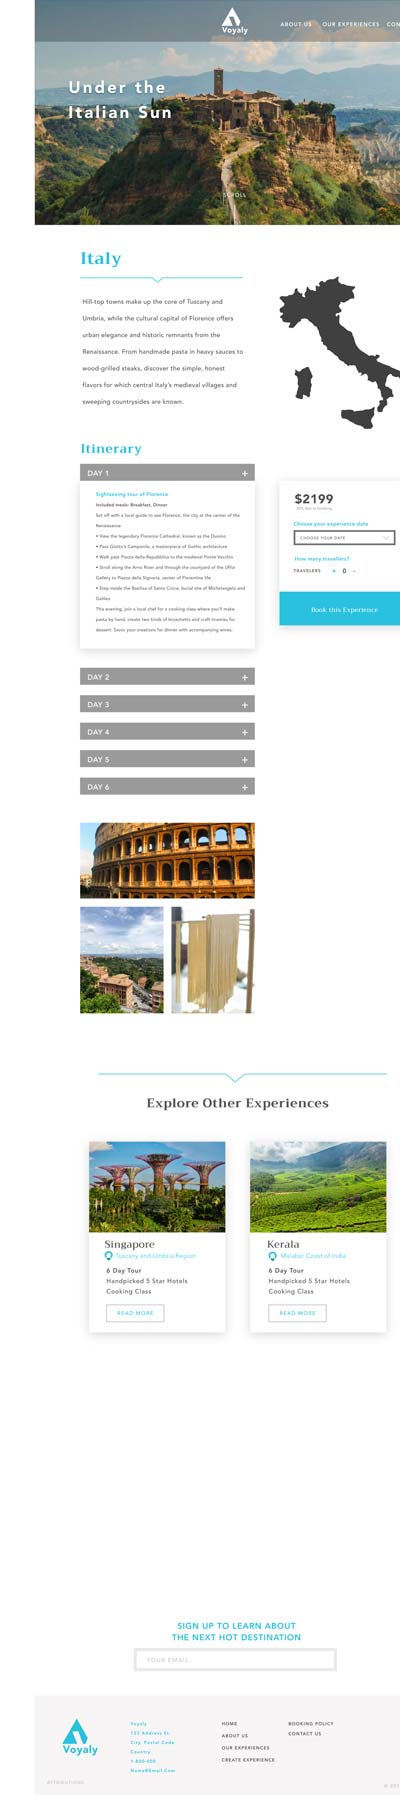 Voyaly
ABOUT US OUR EXPERIENCES CON
Under the
Italian Sun
SCROLL
Italy
Hill-top towns make up the core of Tuscany and
Umbria, while the cultural capital of Florence offers
urban elegance and historic remnants from the
Renaissance. From handmade pasta in heavy sauces to
wood-grilled steaks, discover the simple, honest
flavors for which central Italy's medieval villages and
sweeping countrysides are known.
Itinerary
DAY 1 +
Sightseeing tour of Florence
Included meals: Breakfast, Dinner
Set off with a local guide to see Florence, the city at the center of the
Renaissance.
• View the legendary Florence Cathedral, known as the Duomo
• Pass Giotto's Campanile, a masterpiece of Gothic architecture
• Walk past Piazza della Repubblica to the medieval Ponte Vecchio
• Stroll along the Arno River and through the courtyard of the Uffizi
Gallery to Piazza della Signoria, center of Florentine life
• Step inside the Basilica of Santa Croce, burial site of Michelangelo and
Galileo
This evening, join a local chef for a cooking class where you'll make
pasta by hand, create two kinds of bruschetta and craft tiramisu for
dessert. Savor your creations for dinner with accompanying wines.
$2199
Choose your experience date
CHOOSE YOUR DATE
How many travellers?
TRAVELERS + 0 -
Book this Experience
DAY 2 +
DAY 3 +
DAY 4 +
DAY 5 +
DAY 6 +
Explore Other Experiences
Singapore
Tuscany and Umbria Region
6 Day Tour
Handpicked 5 Star Hotels
Cooking Class
READ MORE
Kerala
Malabar Coast of India
6 Day Tour
Handpicked 5 Star Hotels
Cooking Class
READ MORE
SIGN UP TO LEARN ABOUT
THE NEXT HOT DESTINATION
YOUR EMAIL
Voyaly
ATTRIBUTIONS
Voyaly
123 Address St.
City, Postal Code
Country
1-800-000
Name@Email.Com
HOME
ABOUT US
OUR EXPERIENCES
CREATE EXPERIENCE
BOOKING POLICY
CONTACT US